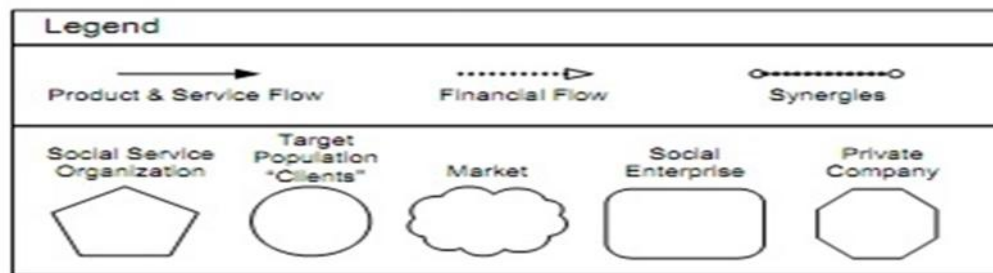 Legend
Product & Service Flow
Financial Flow
Synergies
Social Service
Organization
Target
Population
"Clients"
Market
Social
Enterprise
Private
Company